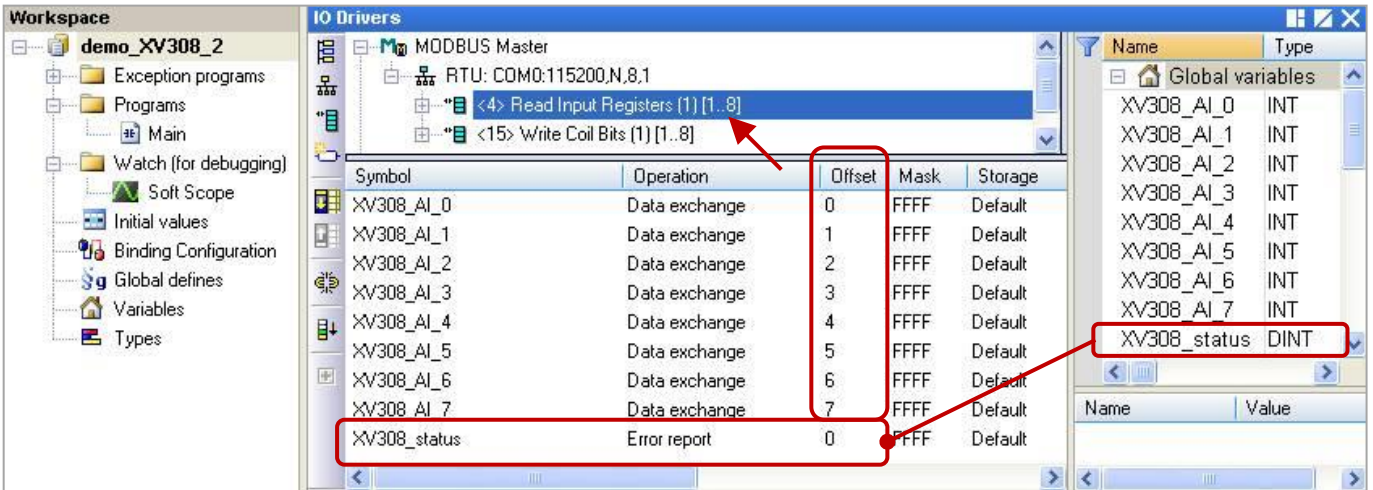 Workspace
demo_XV308_2
Exception programs
Programs
Main
Watch (for debugging)
Soft Scope
Initial values
Binding Configuration
Global defines
Variables
Types
IO Drivers
MODBUS Master
RTU: COM0:115200,N,8,1
<4> Read Input Registers (1) [1..8]
<15> Write Coil Bits (1) [1..8]
Symbol Operation Offset Mask Storage
XV308_AI_0 Data exchange 0 FFFF Default
XV308_AI_1 Data exchange 1 FFFF Default
XV308_AI_2 Data exchange 2 FFFF Default
XV308_AI_3 Data exchange 3 FFFF Default
XV308_AI_4 Data exchange 4 FFFF Default
XV308_AI_5 Data exchange 5 FFFF Default
XV308_AI_6 Data exchange 6 FFFF Default
XV308_AI_7 Data exchange 7 FFFF Default
XV308_status Error report 0 FFFF Default
Name Type
Global variables
XV308_AI_0 INT
XV308_AI_1 INT
XV308_AI_2 INT
XV308_AI_3 INT
XV308_AI_4 INT
XV308_AI_5 INT
XV308_AI_6 INT
XV308_AI_7 INT
XV308_status DINT
Name Value